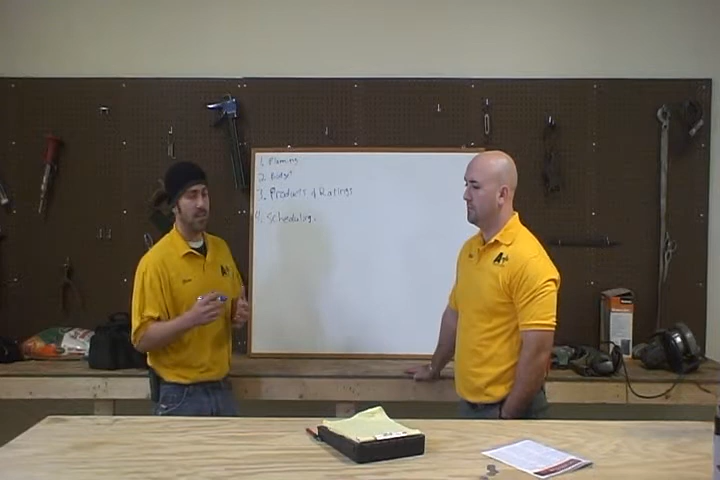 1. Planning
2. Budget
3. Products & Ratings
4. Scheduling
A+